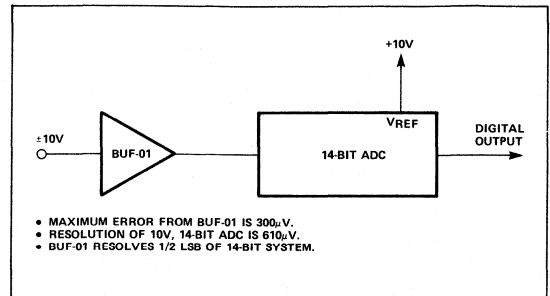 +10V
VREF
±10V
BUF-01
14-BIT ADC
DIGITAL
OUTPUT
• MAXIMUM ERROR FROM BUF-01 IS 300μV.
• RESOLUTION OF 10V, 14-BIT ADC IS 610μV.
• BUF-01 RESOLVES 1/2 LSB OF 14-BIT SYSTEM.